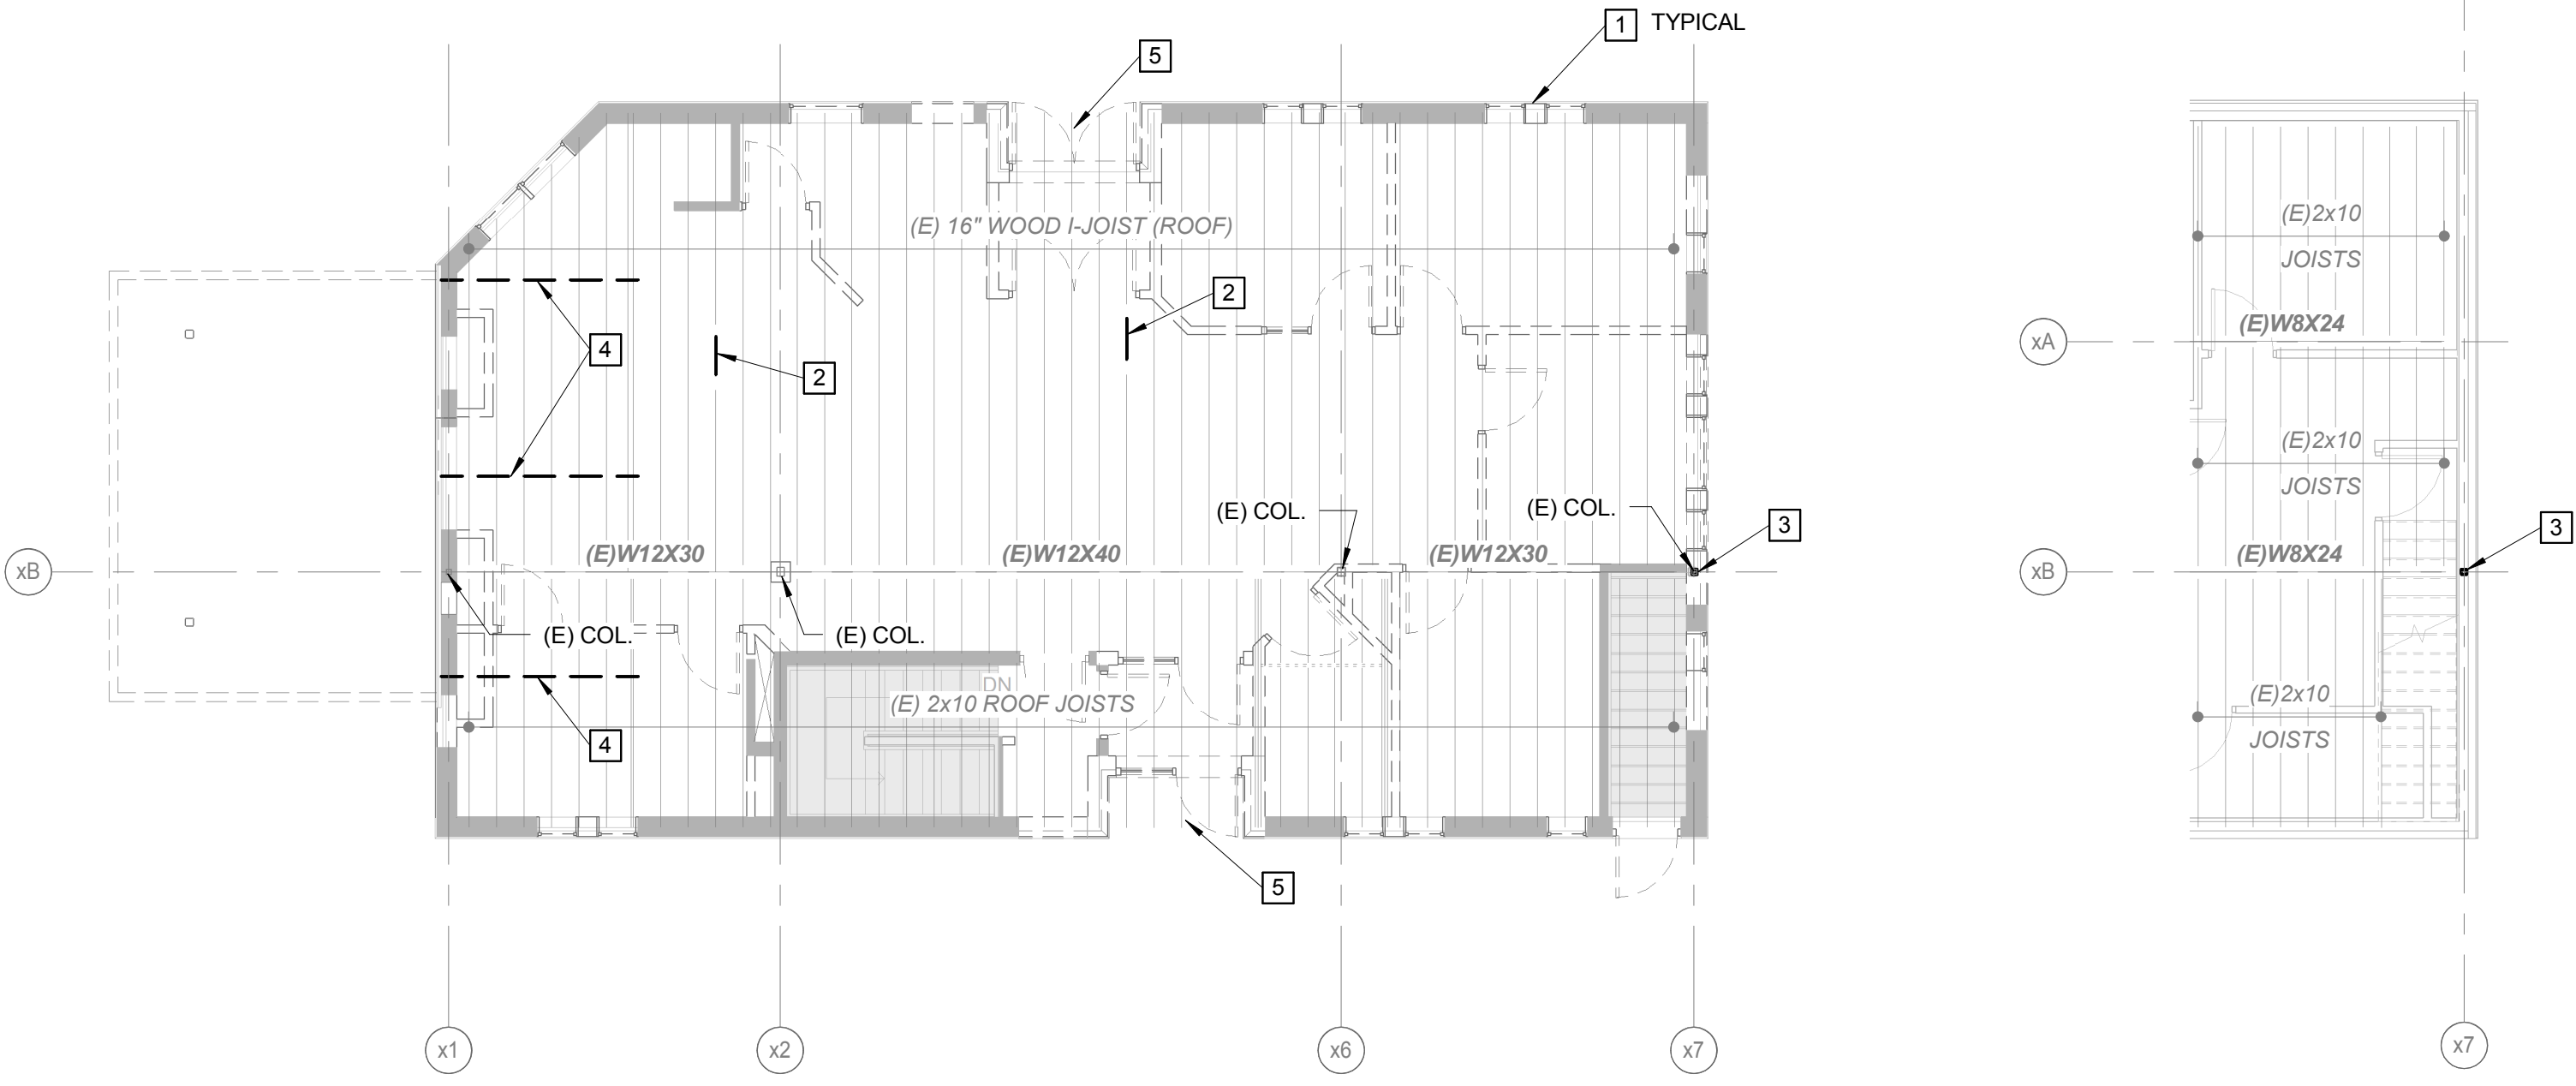 1 TYPICAL
5
(E) 16" WOOD I-JOIST (ROOF)
2
4
2
(E) COL.
(E) COL.
3
xB
(E)W12X30
(E)W12X40
(E)W12X30
(E) COL.
(E) COL.
DN
(E) 2x10 ROOF JOISTS
4
5
x1
x2
x6
x7
(E)2x10
JOISTS
(E)W8X24
xA
(E)2x10
JOISTS
3
(E)W8X24
xB
(E)2x10
JOISTS
x7